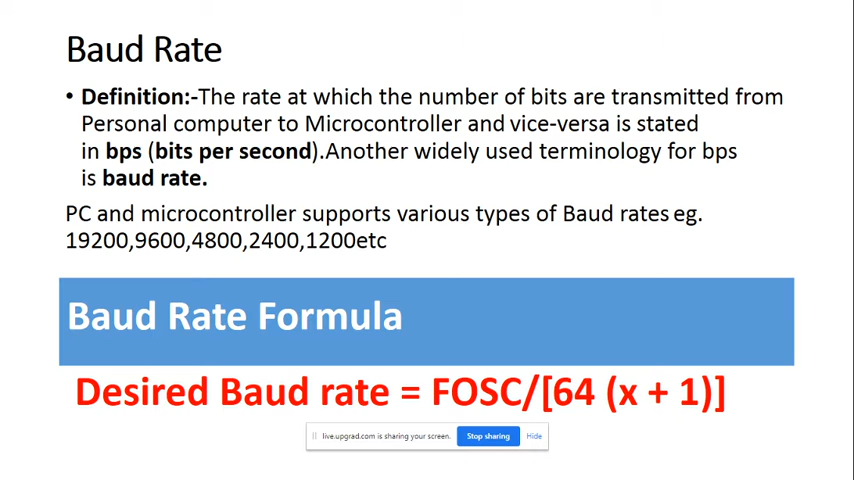 Baud Rate
• Definition:-The rate at which the number of bits are transmitted from
Personal computer to Microcontroller and vice-versa is stated
in bps (bits per second).Another widely used terminology for bps
is baud rate.
PC and microcontroller supports various types of Baud rates eg.
19200,9600,4800,2400,1200etc
Baud Rate Formula
Desired Baud rate = FOSC/[64 (x + 1)]
live.upgrad.com is sharing your screen. Stop sharing Hide